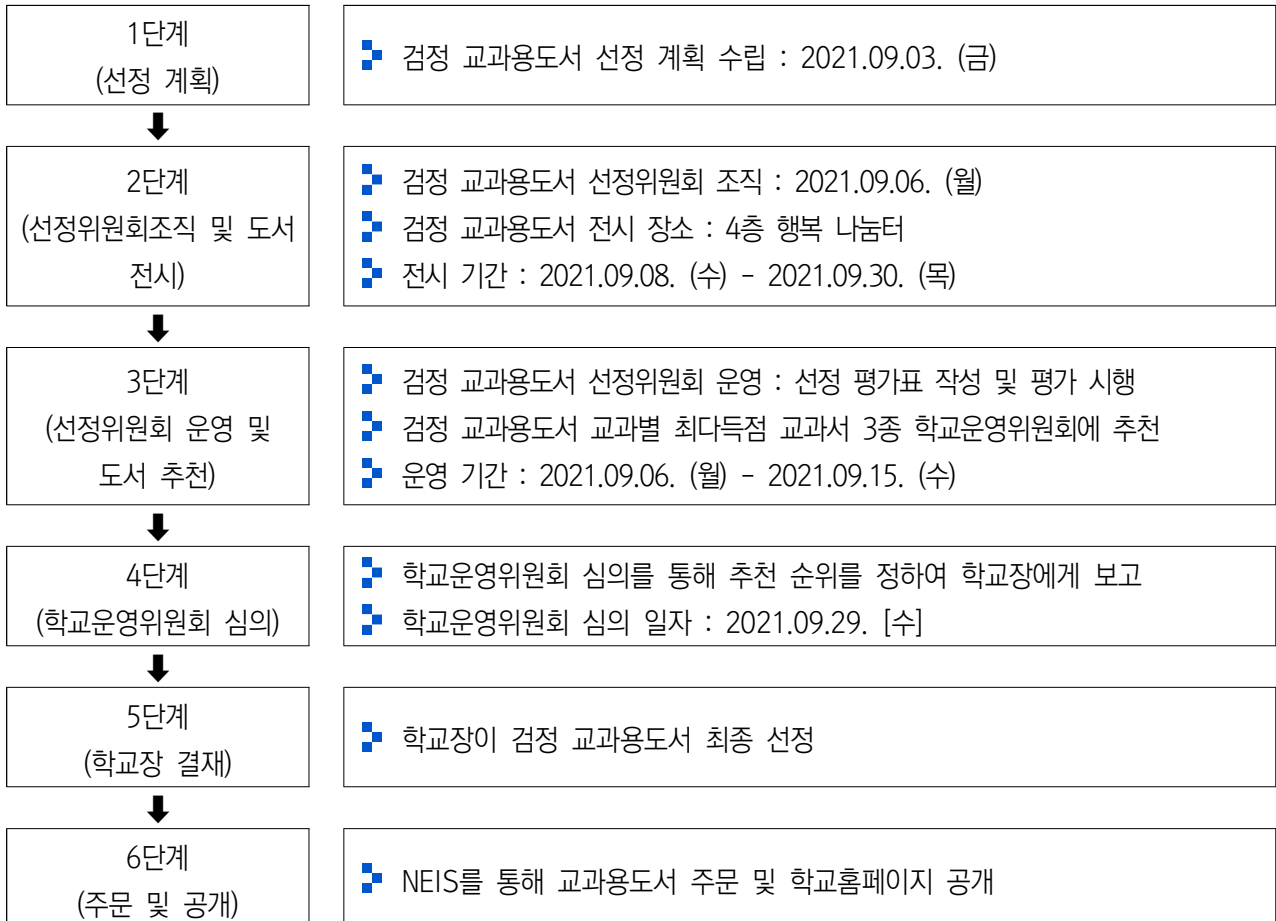 1단계
(선정 계획)
검정 교과용도서 선정 계획 수립 : 2021.09.03. (금)
2단계
(선정위원회조직 및 도서
전시)
검정 교과용도서 선정위원회 조직 : 2021.09.06. (월)
검정 교과용도서 전시 장소 : 4층 행복 나눔터
전시 기간 : 2021.09.08. (수) - 2021.09.30. (목)
3단계
(선정위원회 운영 및
도서 추천)
검정 교과용도서 선정위원회 운영 : 선정 평가표 작성 및 평가 시행
검정 교과용도서 교과별 최다득점 교과서 3종 학교운영위원회에 추천
운영 기간 : 2021.09.06. (월) - 2021.09.15. (수)
4단계
(학교운영위원회 심의)
학교운영위원회 심의를 통해 추천 순위를 정하여 학교장에게 보고
학교운영위원회 심의 일자 : 2021.09.29. [수]
5단계
(학교장 결재)
학교장이 검정 교과용도서 최종 선정
6단계
(주문 및 공개)
NEIS를 통해 교과용도서 주문 및 학교홈페이지 공개